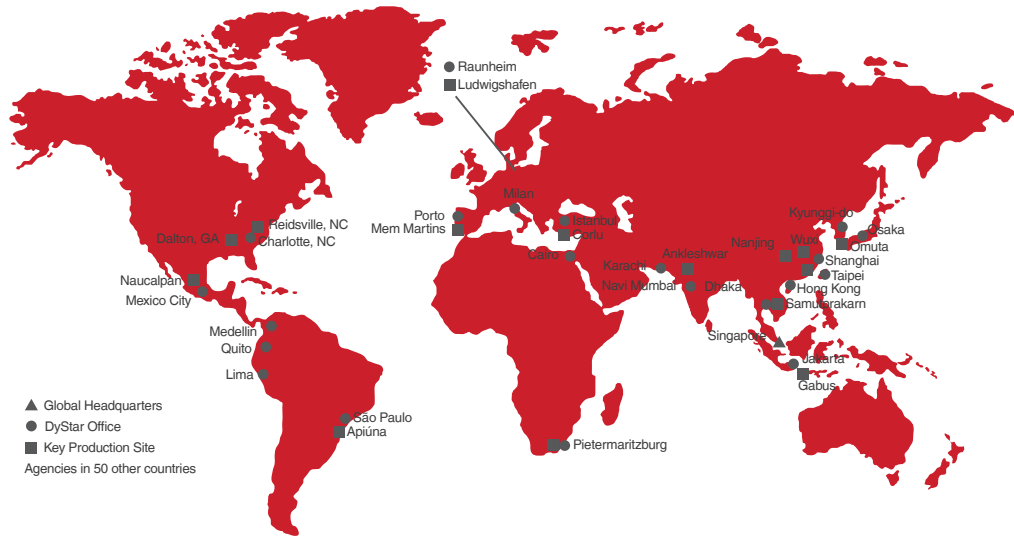 Raunheim
Ludwigshafen
Milan
Porto
Mem Martins
Istanbul
Corlu
Cairo
Reidsville, NC
Dalton, GA
Charlotte, NC
Naucalpan
Mexico City
Medellin
Quito
Lima
São Paulo
Apiúna
Pietermaritzburg
Karachi
Ankleshwar
Navi Mumbai
Dhaka
Kyunggi-do
Osaka
Omuta
Nanjing
Wuxi
Shanghai
Taipei
Hong Kong
Samutprakarn
Singapore
Jakarta
Gabus
Global Headquarters
DyStar Office
Key Production Site
Agencies in 50 other countries